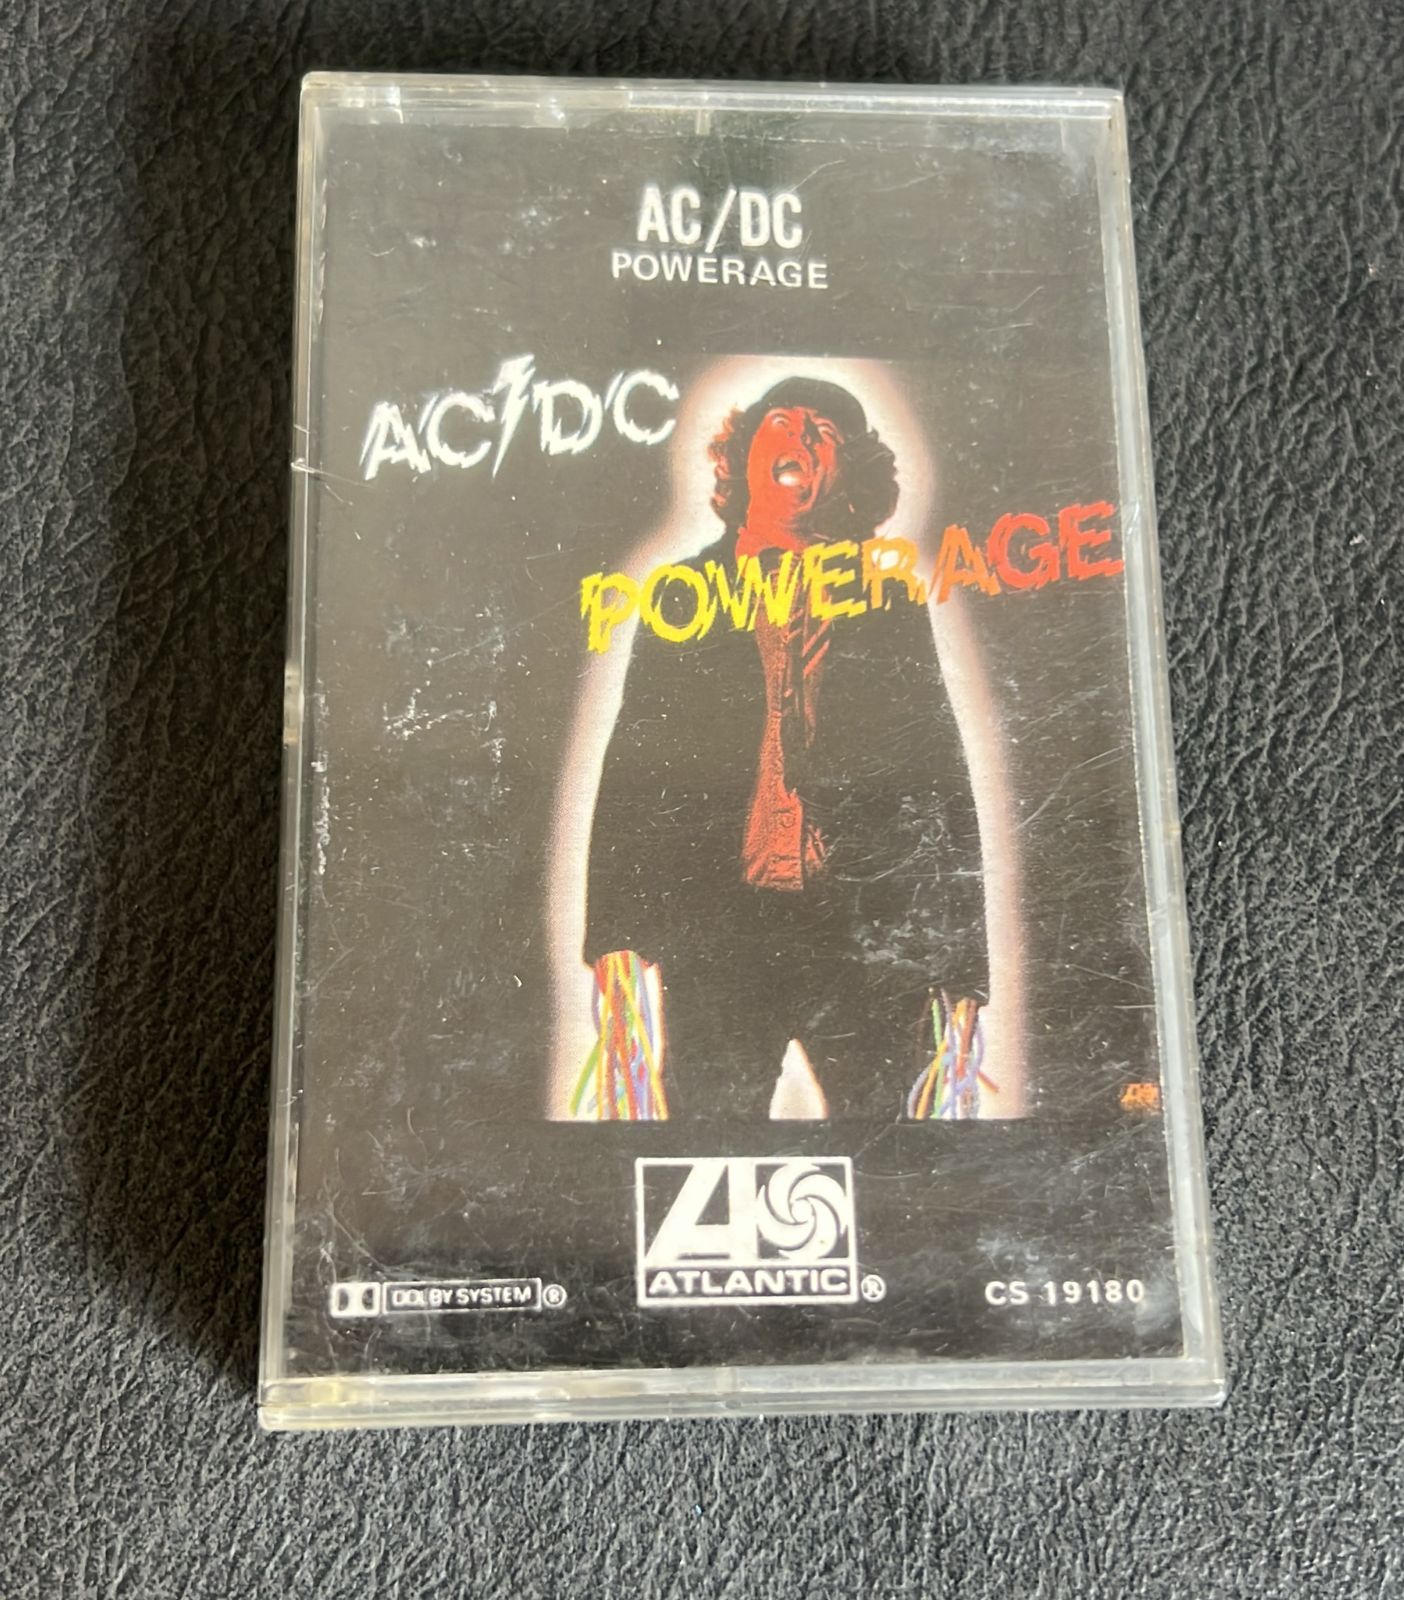 AC/DC
POWERAGE
AC⚡DC
POWERAGE
ATLANTIC®
DOLBY SYSTEM®
CS 19180